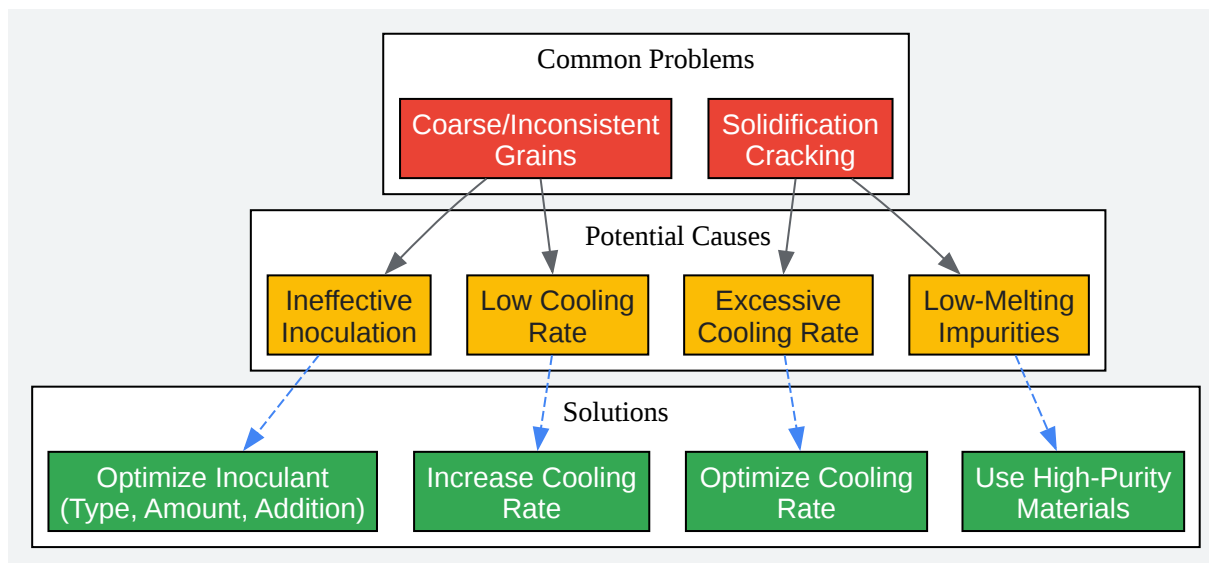 Common Problems
Coarse/Inconsistent
Grains
Solidification
Cracking
Potential Causes
Ineffective
Inoculation
Low Cooling
Rate
Excessive
Cooling Rate
Low-Melting
Impurities
Solutions
Optimize Inoculant
(Type, Amount, Addition)
Increase Cooling
Rate
Optimize Cooling
Rate
Use High-Purity
Materials